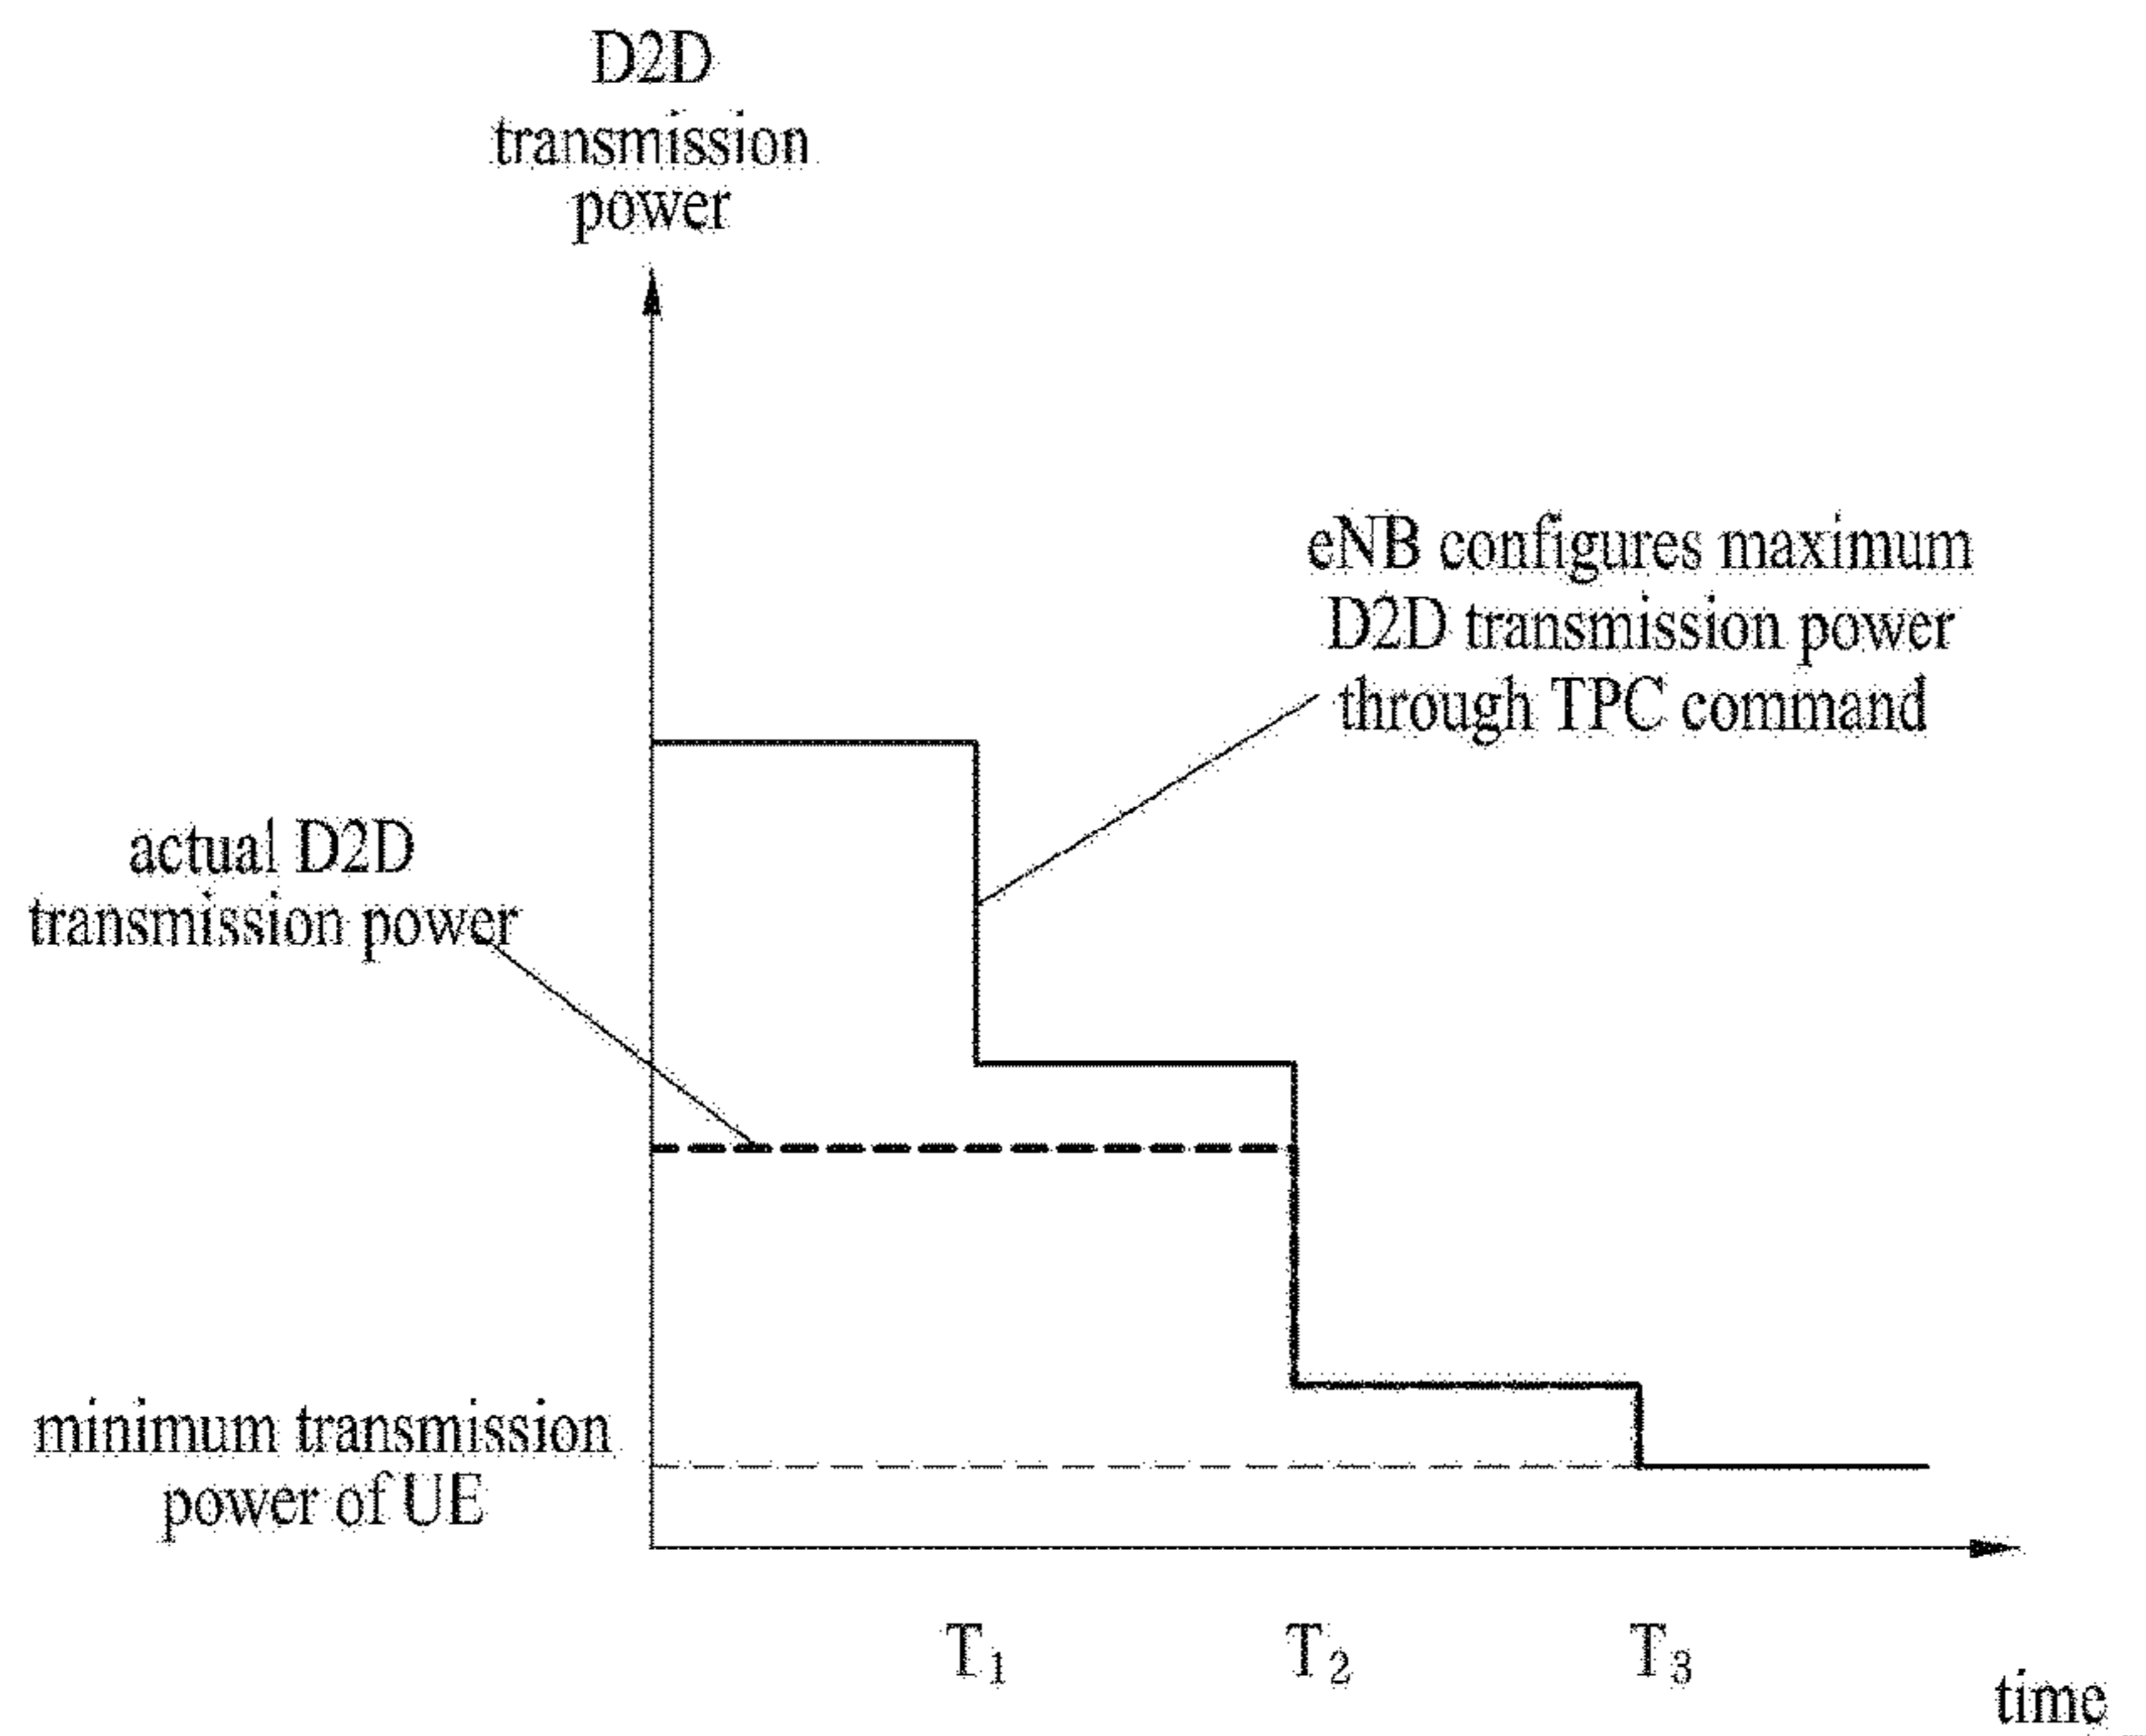 D2D
transmission
power
eNB configures maximum
D2D transmission power
through TPC command
actual D2D
transmission power
minimum transmission
power of UE
T₁
T₂
T₃
time